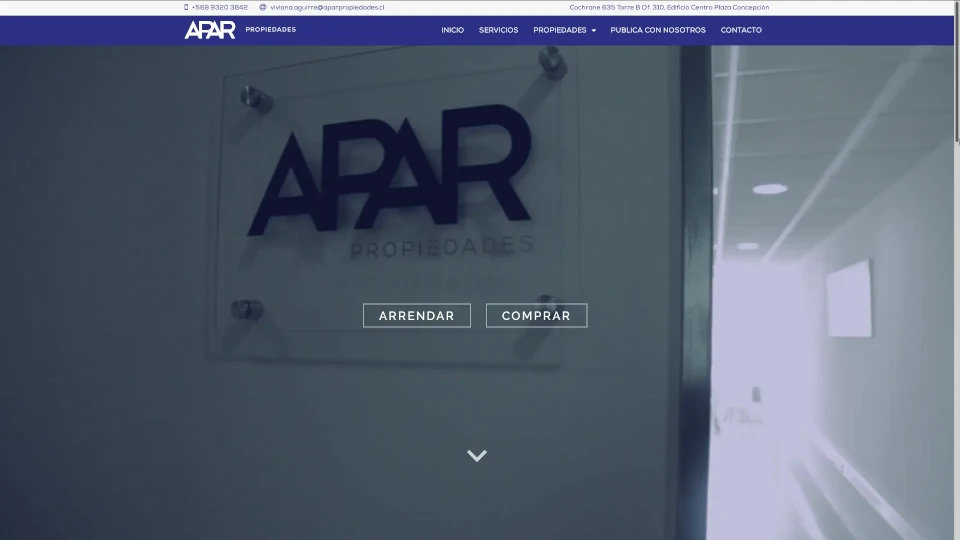 +569 9320 3842 viviana.aguirre@aparpropiedades.cl Cochrane 635 Torre B Of. 310, Edificio Centro Plaza Concepción
APAR PROPIEDADES INICIO SERVICIOS PROPIEDADES PUBLICA CON NOSOTROS CONTACTO
APAR
PROPIEDADES
ARRENDAR COMPRAR